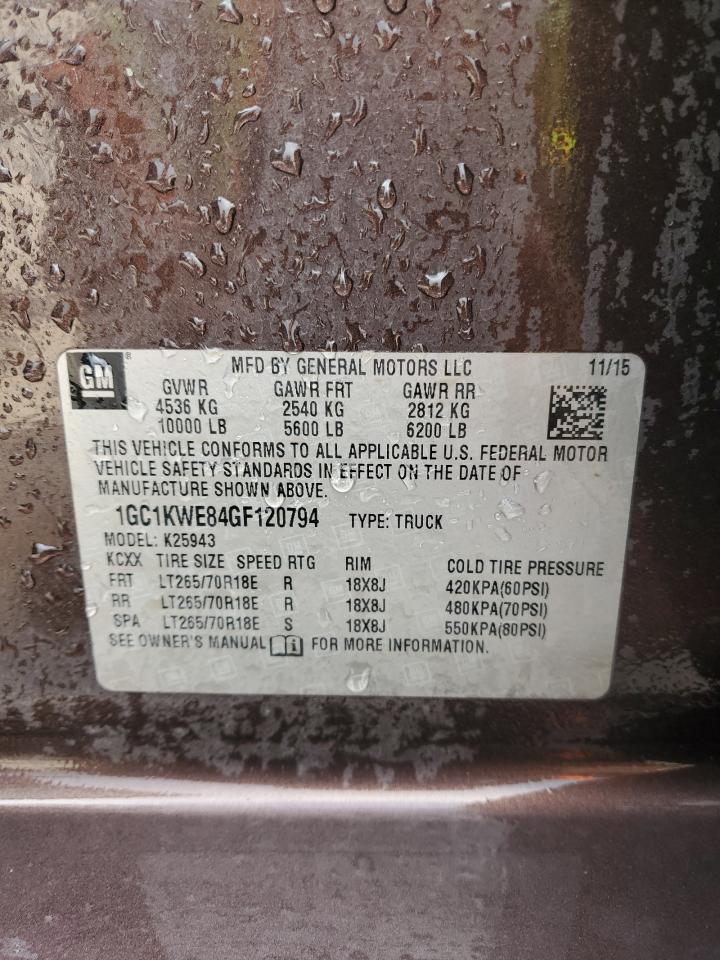 GM ® MFD BY GENERAL MOTORS LLC 11/15
GVWR GAWR FRT GAWR RR
4536 KG 2540 KG 2812 KG
10000 LB 5600 LB 6200 LB
THIS VEHICLE CONFORMS TO ALL APPLICABLE U.S. FEDERAL MOTOR
VEHICLE SAFETY STANDARDS IN EFFECT ON THE DATE OF
MANUFACTURE SHOWN ABOVE.
1GC1KWE84GF120794 TYPE: TRUCK
MODEL: K25943
KCXX TIRE SIZE SPEED RTG RIM COLD TIRE PRESSURE
FRT LT265/70R18E R 18X8J 420KPA(60PSI)
RR LT265/70R18E R 18X8J 480KPA(70PSI)
SPA LT265/70R18E S 18X8J 550KPA(80PSI)
SEE OWNER'S MANUAL i FOR MORE INFORMATION.